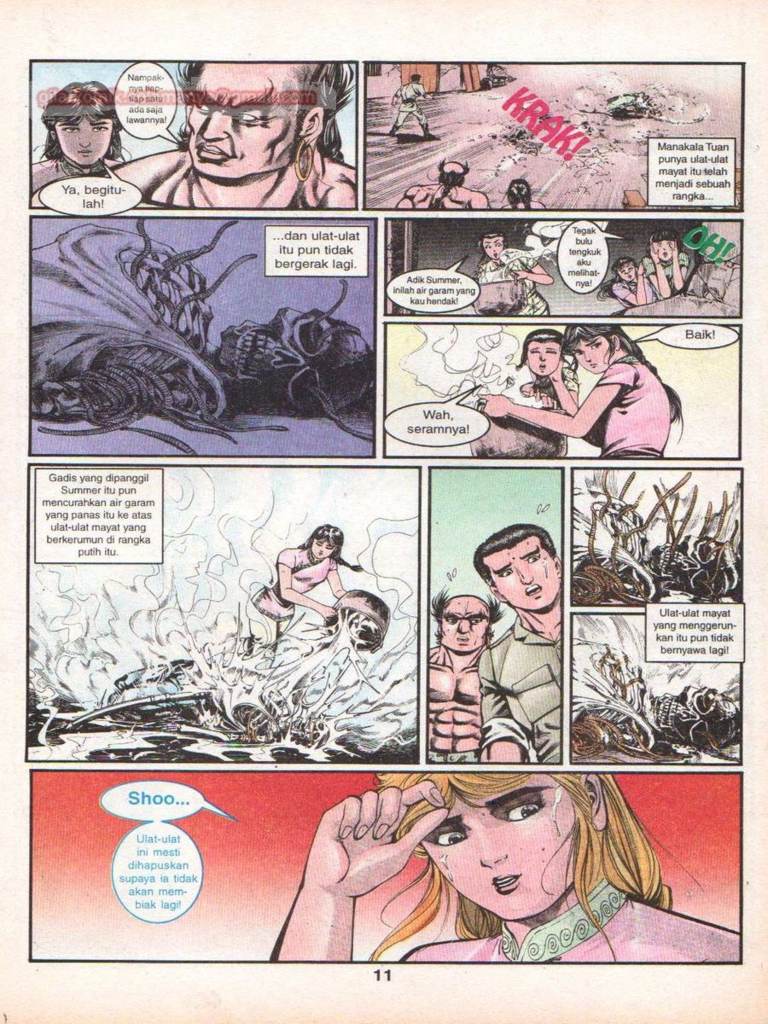 Nampak-
nya tiap-
tiap satu
ada saja
lawannya!
Ya, begitu-
lah!
KRAK!
Manakala Tuan
punya ulat-ulat
mayat itu telah
menjadi sebuah
rangka...
...dan ulat-ulat
itu pun tidak
bergerak lagi.
Adik Summer,
inilah air garam yang
kau hendak!
Tegak
bulu
tengkuk
aku
melihat-
nya!
OH!
Wah,
seramnya!
Baik!
Gadis yang dipanggil
Summer itu pun
mencurahkan air garam
yang panas itu ke atas
ulat-ulat mayat yang
berkerumun di rangka
putih itu.
Ulat-ulat mayat
yang menggerun-
kan itu pun tidak
bernyawa lagi!
Shoo...
Ulat-ulat
ini mesti
dihapuskan
supaya ia tidak
akan mem-
biak lagi!
11